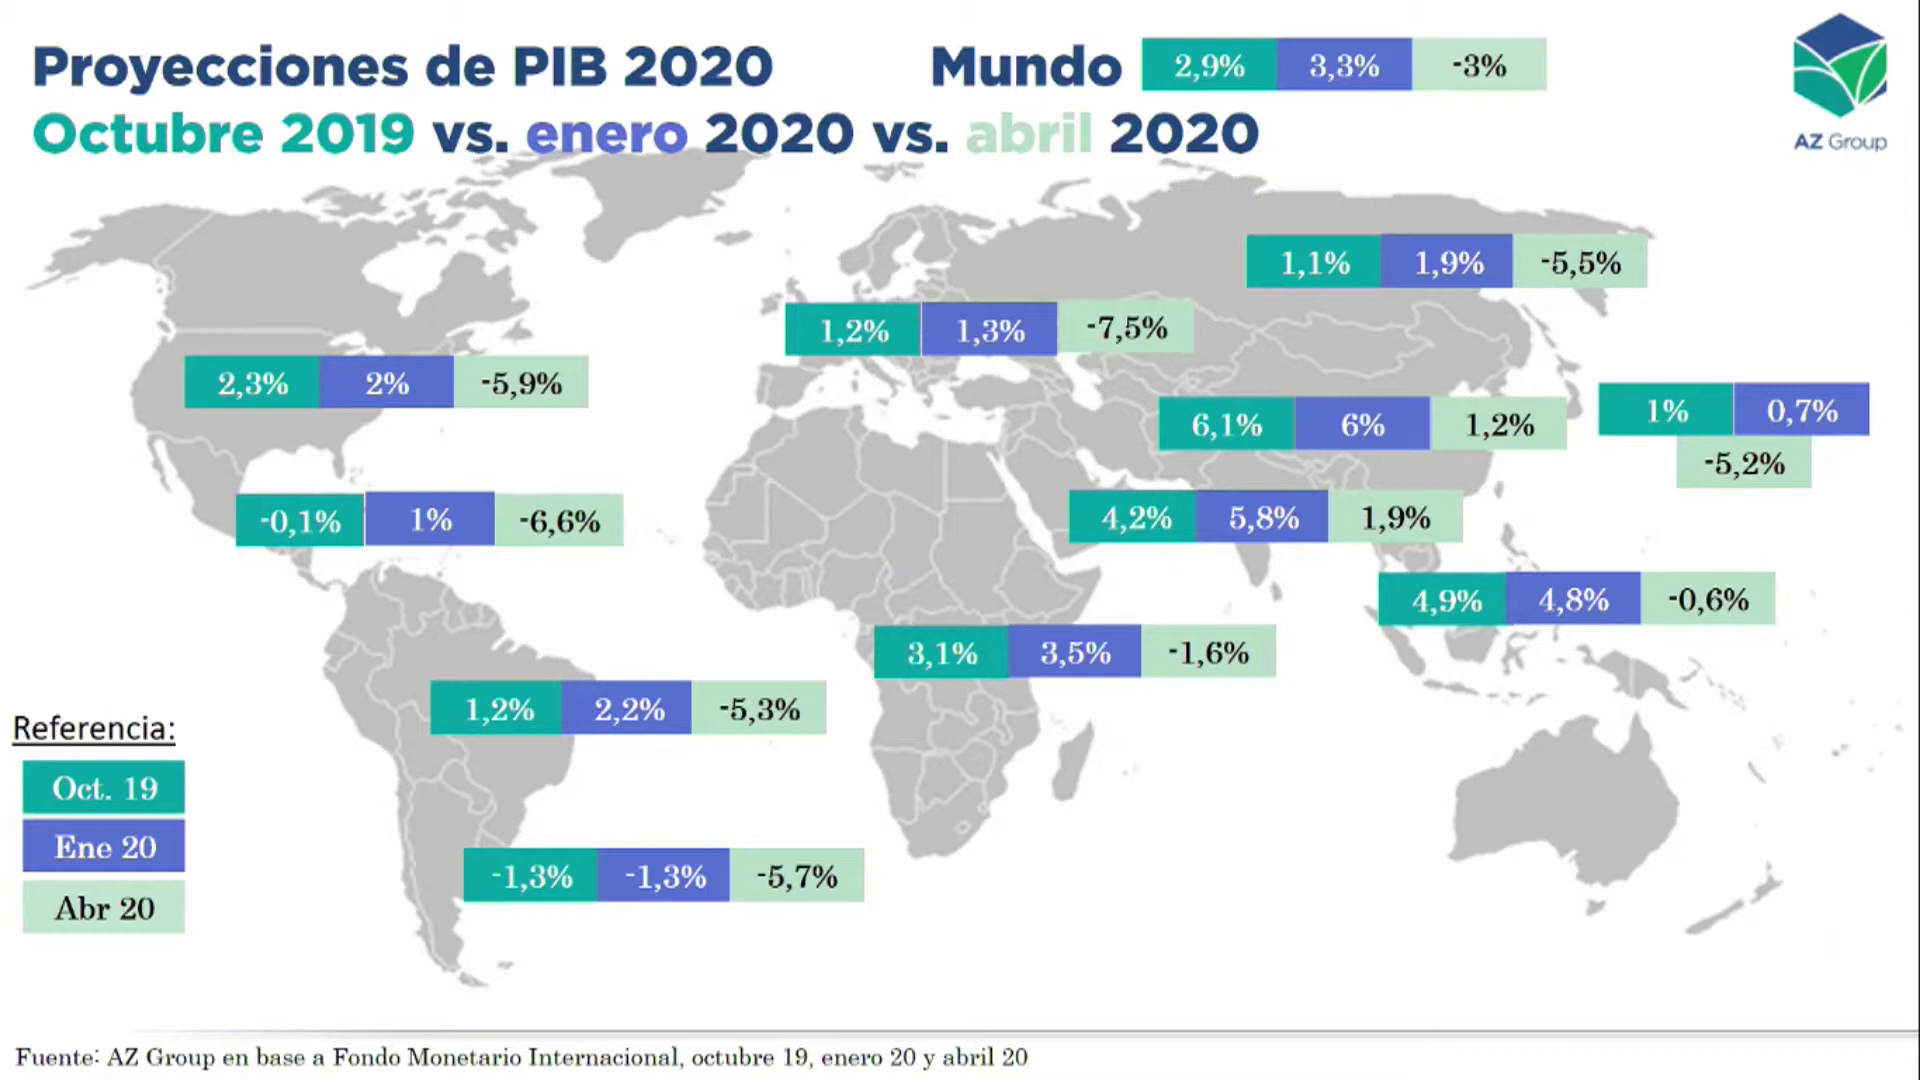 Proyecciones de PIB 2020
Mundo 2,9% 3,3% -3%
Octubre 2019 vs. enero 2020 vs. abril 2020
AZ Group
1,1% 1,9% -5,5%
1,2% 1,3% -7,5%
2,3% 2% -5,9%
6,1% 6% 1,2%
1% 0,7%
-5,2%
-0,1% 1% -6,6%
4,2% 5,8% 1,9%
4,9% 4,8% -0,6%
3,1% 3,5% -1,6%
1,2% 2,2% -5,3%
-1,3% -1,3% -5,7%
Referencia:
Oct. 19
Ene 20
Abr 20
Fuente: AZ Group en base a Fondo Monetario Internacional, octubre 19, enero 20 y abril 20